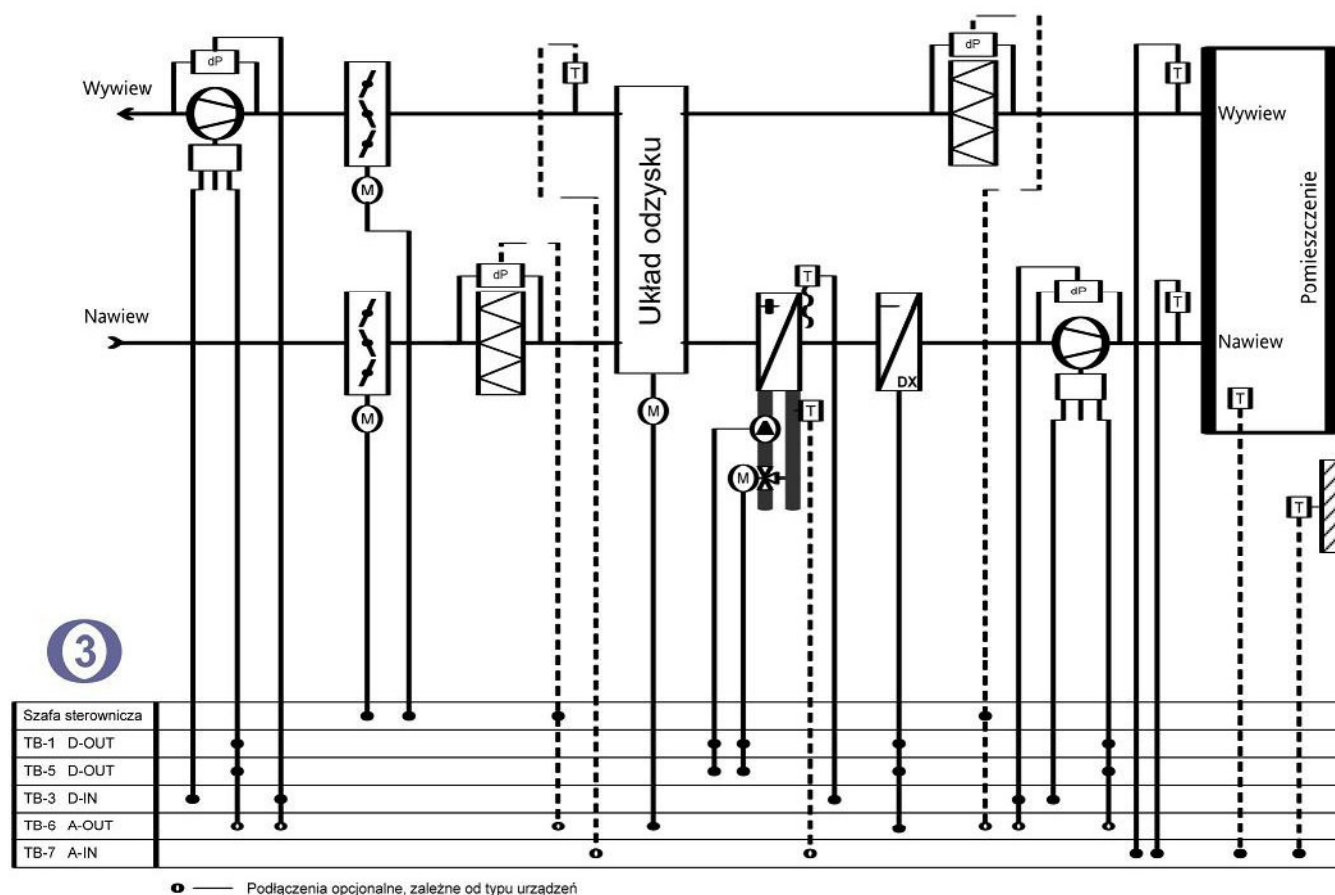 dP
dP
T
T
Wywiew
Wywiew
M
Układ odzysku
Pomieszczenie
dP
T
dP
T
Nawiew
Nawiew
DX
M
M
T
T
M
T
3
Szafa sterownicza
TB-1 D-OUT
TB-5 D-OUT
TB-3 D-IN
TB-6 A-OUT
TB-7 A-IN
Podłączenia opcjonalne, zależne od typu urządzeń